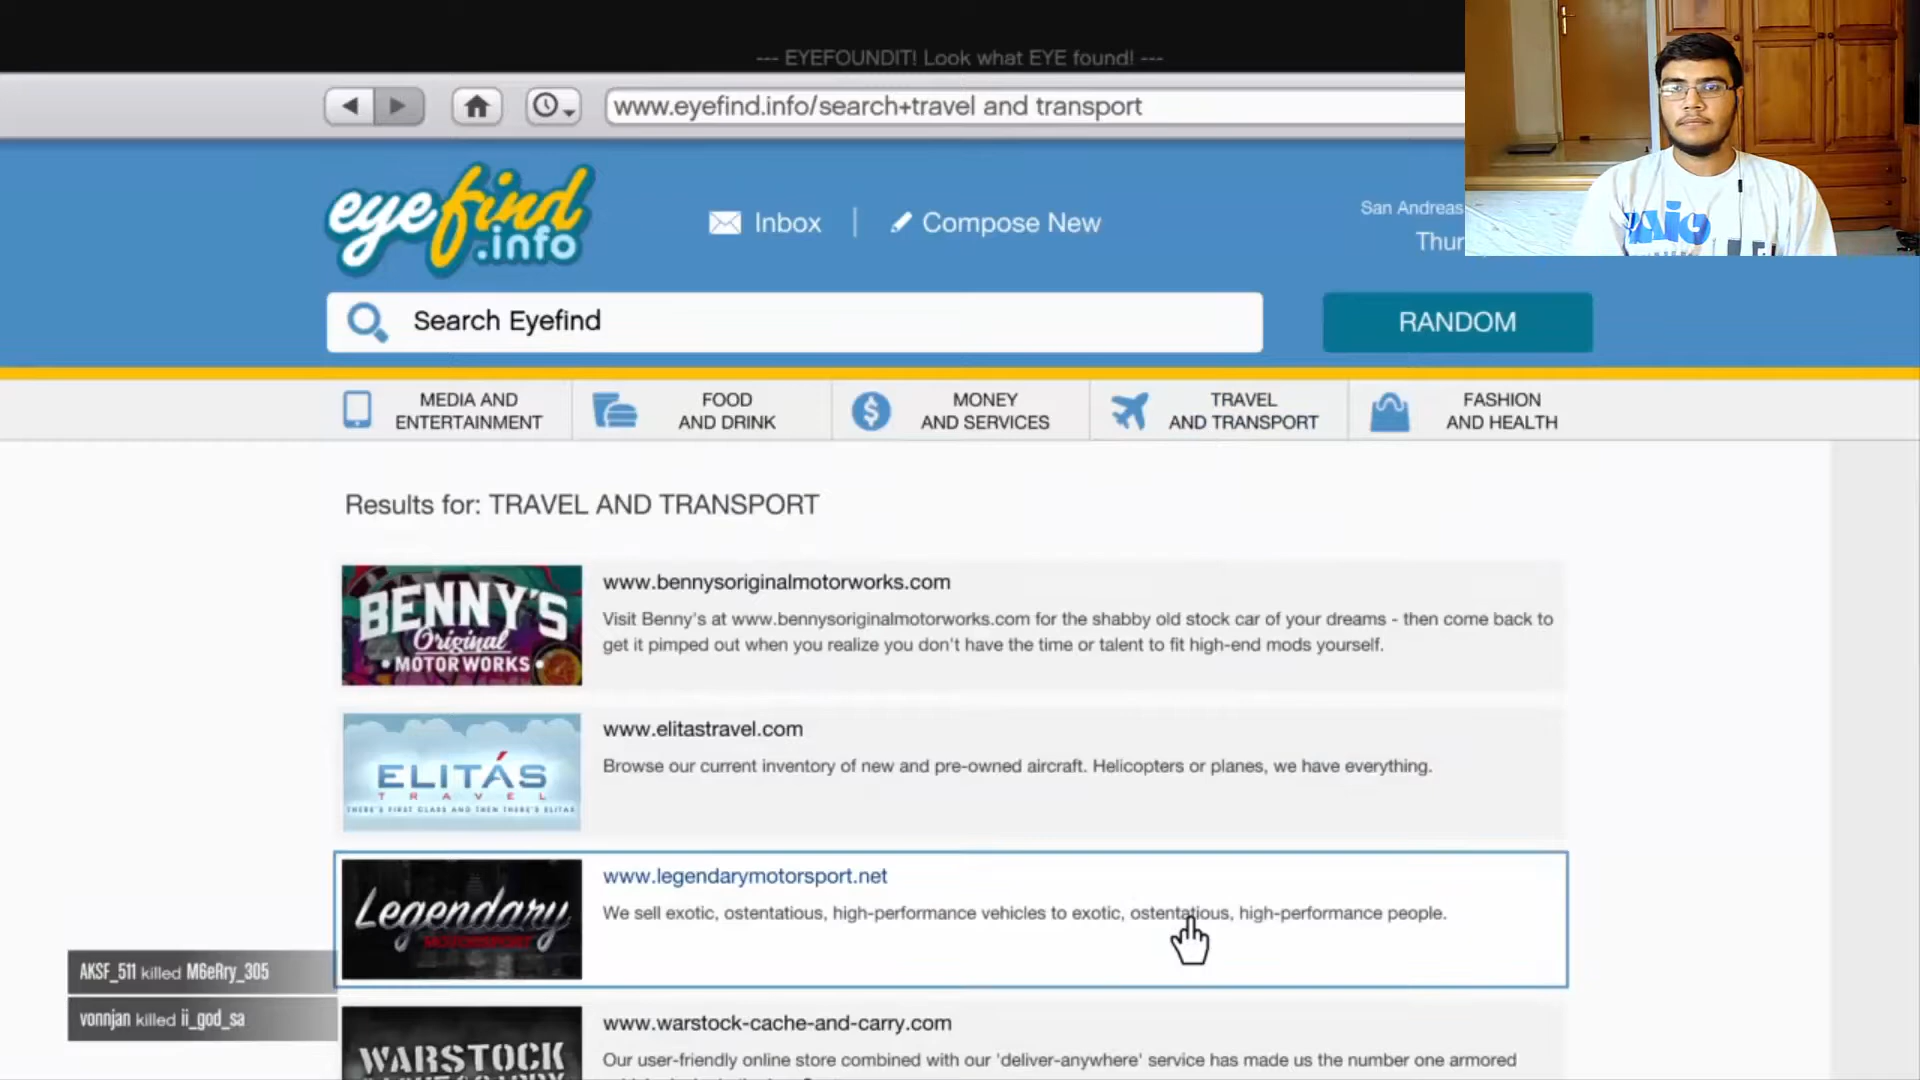 --- EYEFOUNDIT! Look what EYE found! ---
www.eyefind.info/search+travel and transport
eyefind
.info
Inbox
Compose New
San Andreas
Thur
Search Eyefind
RANDOM
MEDIA AND
ENTERTAINMENT
FOOD
AND DRINK
MONEY
AND SERVICES
TRAVEL
AND TRANSPORT
FASHION
AND HEALTH
Results for: TRAVEL AND TRANSPORT
BENNY'S
Original
MOTOR WORKS
www.bennysoriginalmotorworks.com
Visit Benny's at www.bennysoriginalmotorworks.com for the shabby old stock car of your dreams - then come back to
get it pimped out when you realize you don't have the time or talent to fit high-end mods yourself.
ELITÁS
TRAVEL
THERE'S FIRST CLASS AND THEN THERE'S ELITAS
www.elitastravel.com
Browse our current inventory of new and pre-owned aircraft. Helicopters or planes, we have everything.
Legendary
MOTORSPORT
www.legendarymotorsport.net
We sell exotic, ostentatious, high-performance vehicles to exotic, ostentatious, high-performance people.
AKSF_511 killed M6eRry_305
vonnjan killed ii_god_sa
WARSTOCK
www.warstock-cache-and-carry.com
Our user-friendly online store combined with our 'deliver-anywhere' service has made us the number one armored